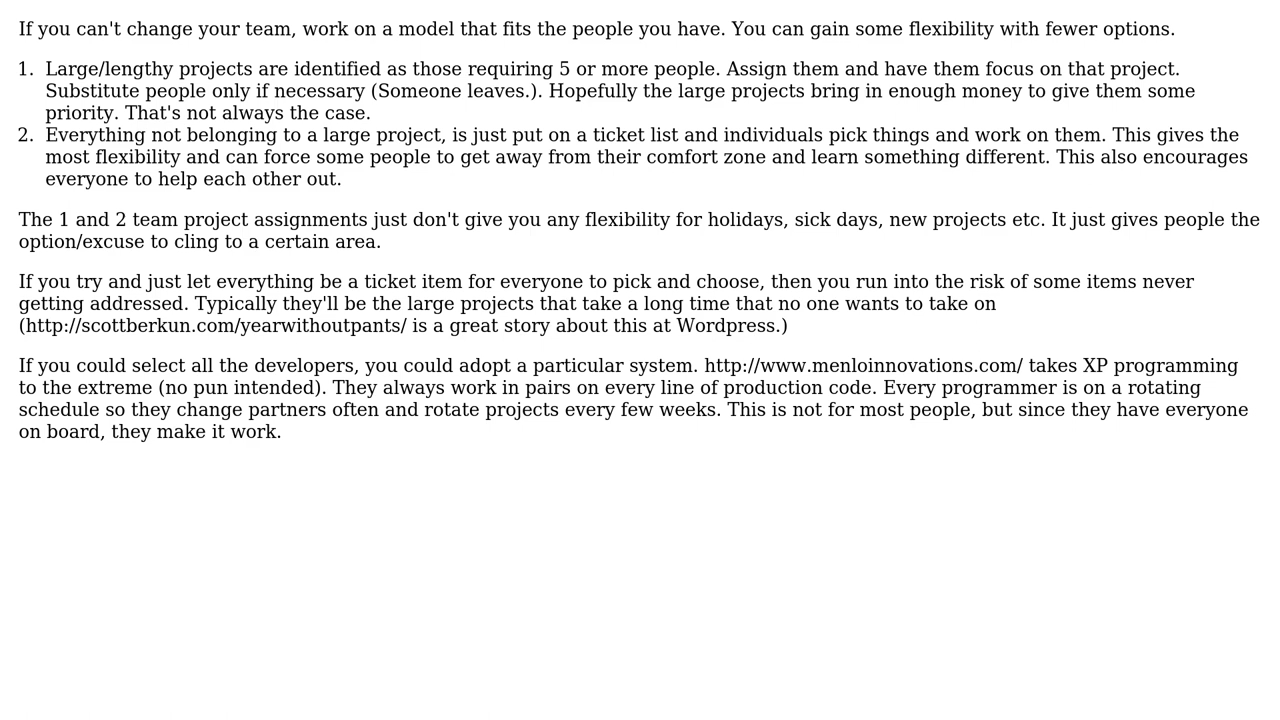 If you can't change your team, work on a model that fits the people you have. You can gain some flexibility with fewer options.
1. Large/lengthy projects are identified as those requiring 5 or more people. Assign them and have them focus on that project.
Substitute people only if necessary (Someone leaves.). Hopefully the large projects bring in enough money to give them some
priority. That's not always the case.
2. Everything not belonging to a large project, is just put on a ticket list and individuals pick things and work on them. This gives the
most flexibility and can force some people to get away from their comfort zone and learn something different. This also encourages
everyone to help each other out.
The 1 and 2 team project assignments just don't give you any flexibility for holidays, sick days, new projects etc. It just gives people the
option/excuse to cling to a certain area.
If you try and just let everything be a ticket item for everyone to pick and choose, then you run into the risk of some items never
getting addressed. Typically they'll be the large projects that take a long time that no one wants to take on
(http://scottberkun.com/yearwithoutpants/ is a great story about this at Wordpress.)
If you could select all the developers, you could adopt a particular system. http://www.menloinnovations.com/ takes XP programming
to the extreme (no pun intended). They always work in pairs on every line of production code. Every programmer is on a rotating
schedule so they change partners often and rotate projects every few weeks. This is not for most people, but since they have everyone
on board, they make it work.